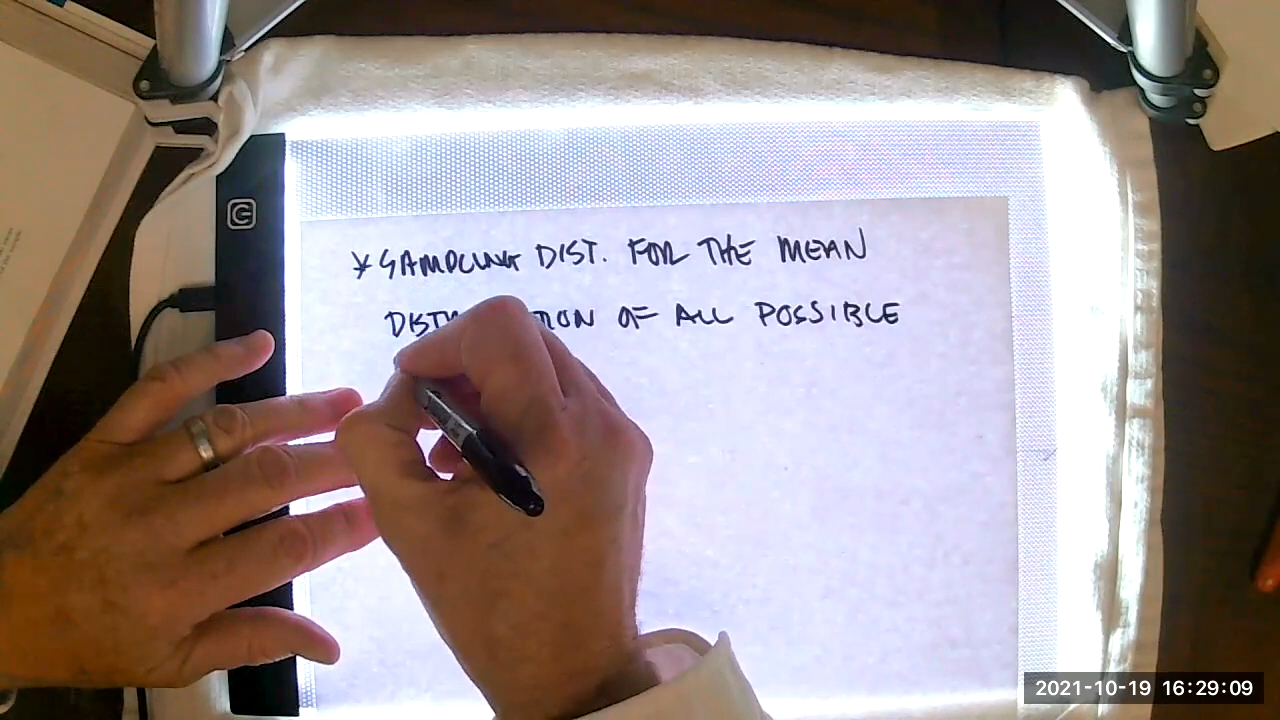 * SAMPLING DIST. FOR THE MEAN
OF ALL POSSIBLE
2021-10-19 16:29:09